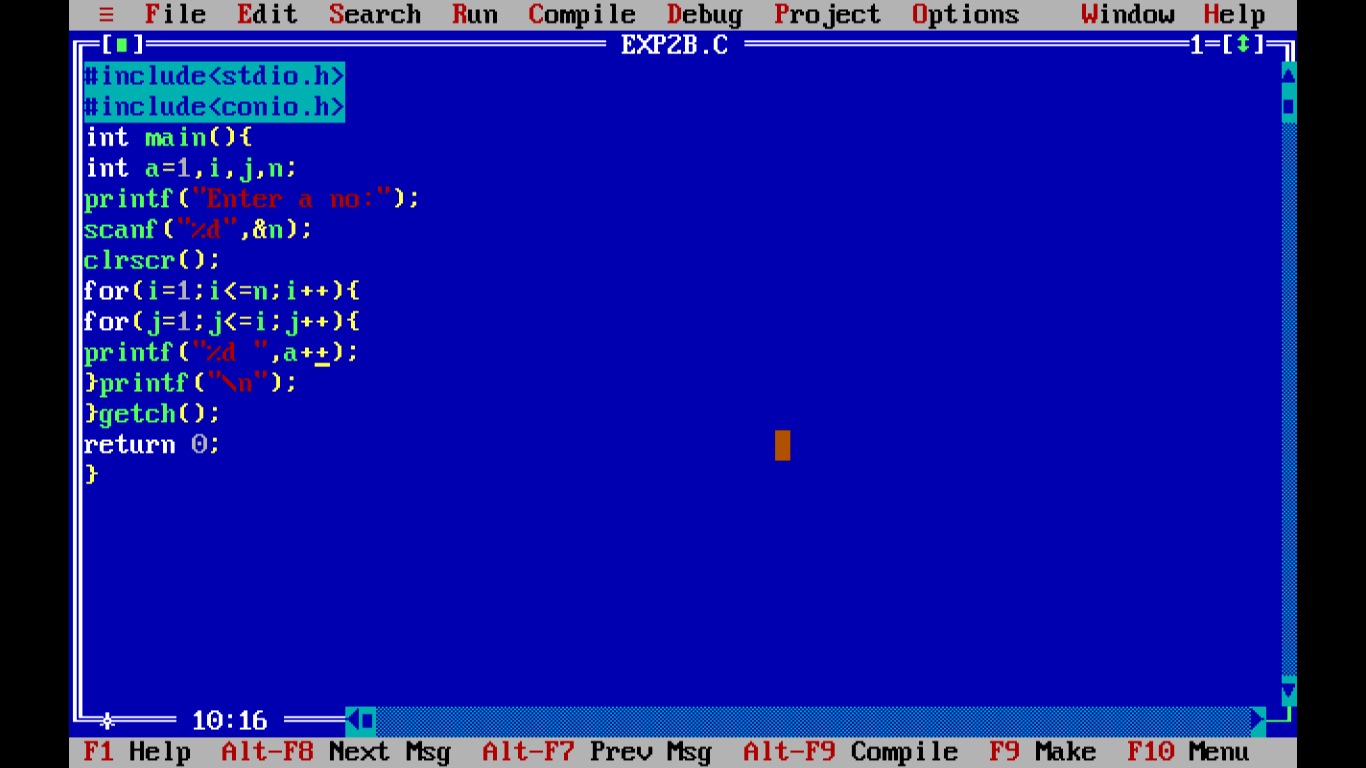 ≡ File Edit Search Run Compile Debug Project Options Window Help
[■] EXP2B.C 1=[↕]
#include<stdio.h>
#include<conio.h>
int main(){
int a=1,i,j,n;
printf("Enter a no:");
scanf("%d",&n);
clrscr();
for(i=1;i<=n;i++){
for(j=1;j<=i;j++){
printf("%d ",a++);
}printf("\n");
}getch();
return 0;
}
10:16
F1 Help Alt-F8 Next Msg Alt-F7 Prev Msg Alt-F9 Compile F9 Make F10 Menu